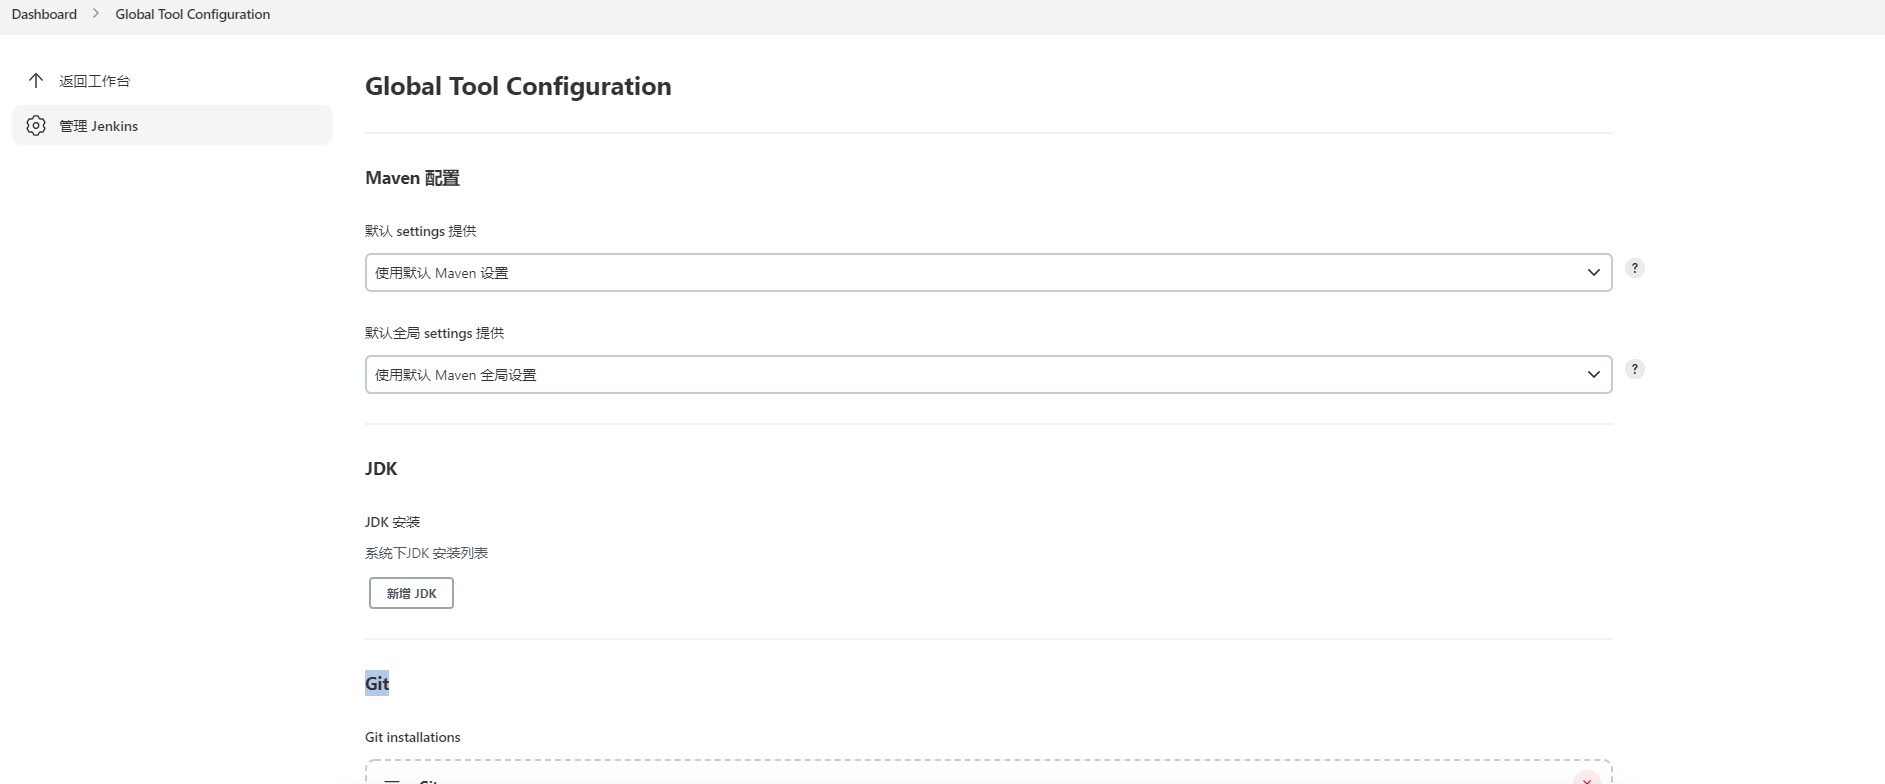 Dashboard > Global Tool Configuration
返回工作台
管理 Jenkins
Global Tool Configuration
Maven 配置
默认 settings 提供
使用默认 Maven 设置
?
默认全局 settings 提供
使用默认 Maven 全局设置
?
JDK
JDK 安装
系统下JDK 安装列表
新增 JDK
Git
Git installations